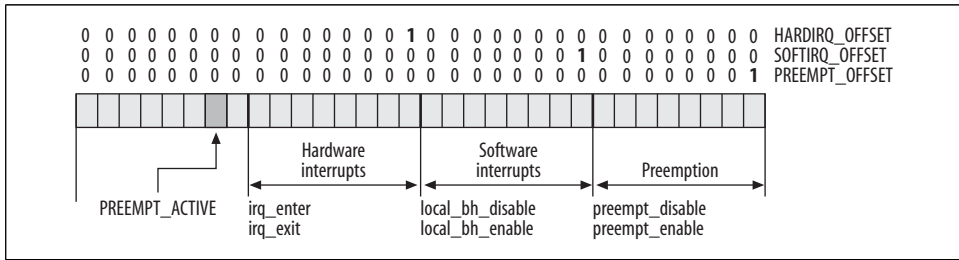 0 0 0 0 0 0 0 0 0 0 0 0 0 0 0 1 0 0 0 0 0 0 0 0 0 0 0 0 0 0 0 0 HARDIRQ_OFFSET
0 0 0 0 0 0 0 0 0 0 0 0 0 0 0 0 0 0 0 0 0 0 0 1 0 0 0 0 0 0 0 0 SOFTIRQ_OFFSET
0 0 0 0 0 0 0 0 0 0 0 0 0 0 0 0 0 0 0 0 0 0 0 0 0 0 0 0 0 0 0 1 PREEMPT_OFFSET
Hardware
interrupts
Software
interrupts
Preemption
PREEMPT_ACTIVE
irq_enter
irq_exit
local_bh_disable
local_bh_enable
preempt_disable
preempt_enable